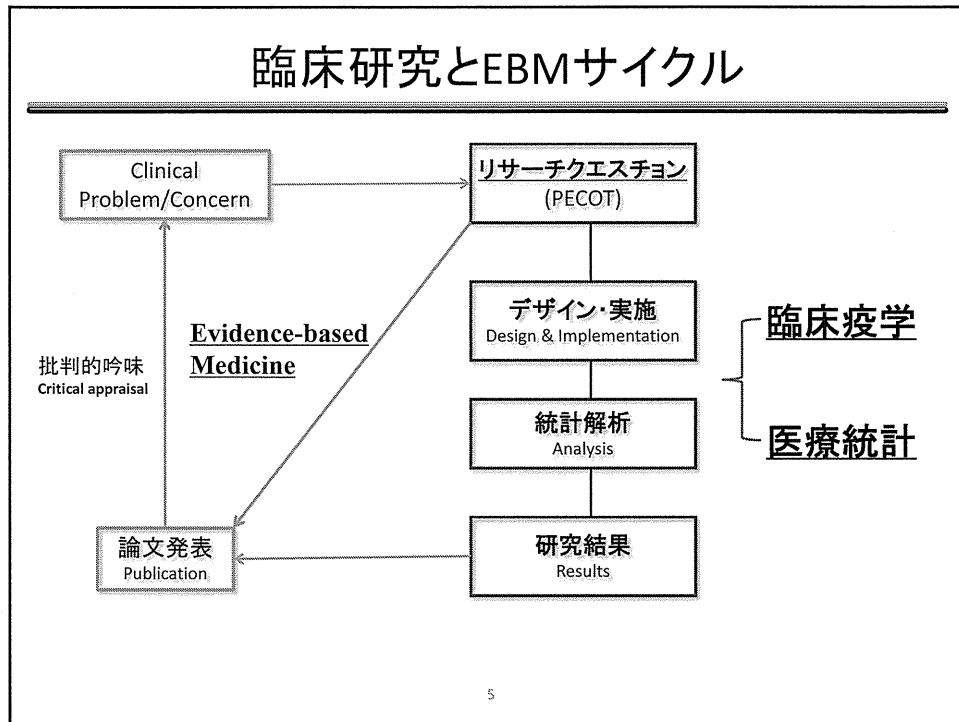 臨床研究とEBMサイクル
Clinical
Problem/Concern
リサーチクエスチョン
(PECOT)
デザイン・実施
Design & Implementation
臨床疫学
Evidence-based
Medicine
批判的吟味
Critical appraisal
統計解析
Analysis
医療統計
論文発表
Publication
研究結果
Results
5